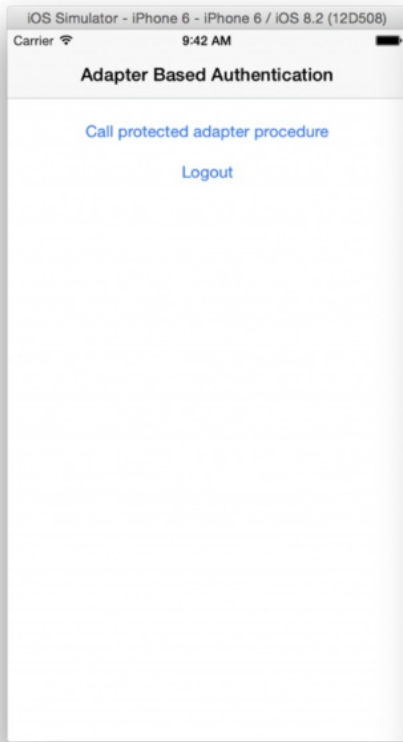 iOS Simulator - iPhone 6 - iPhone 6 / iOS 8.2 (12D508)
Carrier 9:42 AM
Adapter Based Authentication
Call protected adapter procedure
Logout